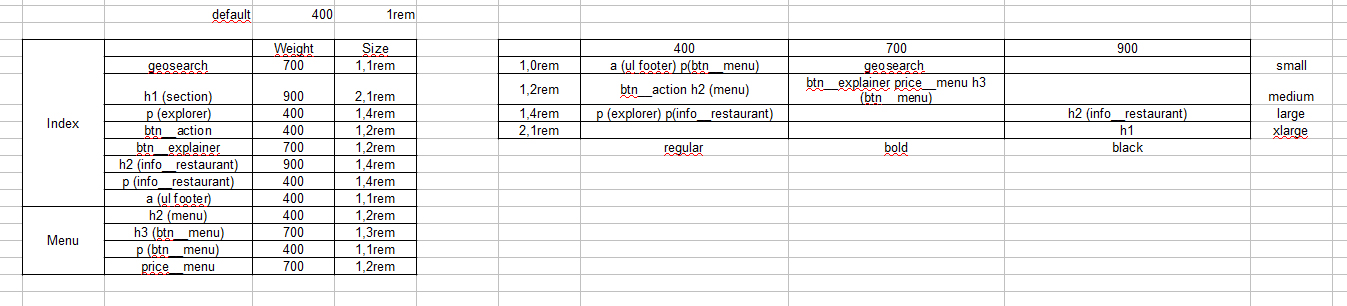 default 400 1rem
Weight Size 400 700 900
geosearch 700 1,1rem 1,0rem a (ul footer) p(btn__menu) geosearch small
h1 (section) 900 2,1rem 1,2rem btn__action h2 (menu) btn__explainer price__menu h3 (btn__menu) medium
Index p (explorer) 400 1,4rem 1,4rem p (explorer) p(info__restaurant) h2 (info__restaurant) large
btn__action 400 1,2rem 2,1rem h1 xlarge
btn__explainer 700 1,2rem regular bold black
h2 (info__restaurant) 900 1,4rem
p (info__restaurant) 400 1,4rem
a (ul footer) 400 1,1rem
Menu h2 (menu) 400 1,2rem
h3 (btn__menu) 700 1,3rem
p (btn__menu) 400 1,1rem
price__menu 700 1,2rem